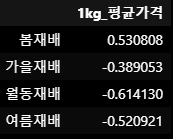 1kg_평균가격
봄재배 0.530808
가을재배 -0.389053
월동재배 -0.614130
여름재배 -0.520921